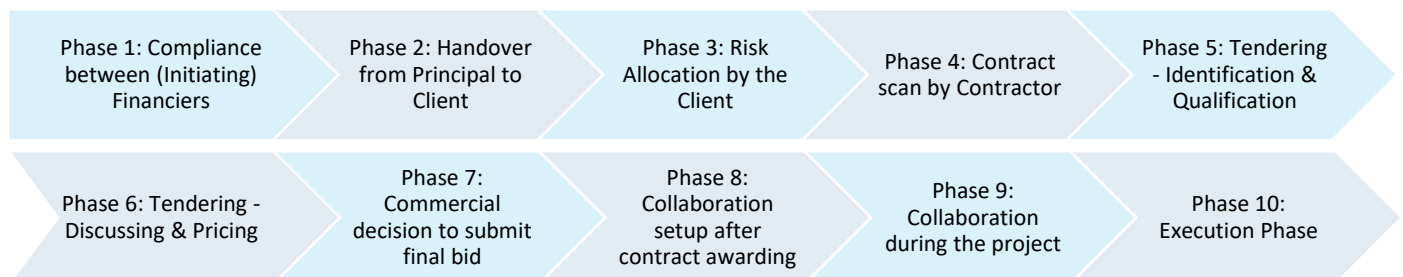 Phase 1: Compliance
between (Initiating)
Financiers
Phase 2: Handover
from Principal to
Client
Phase 3: Risk
Allocation by the
Client
Phase 4: Contract
scan by Contractor
Phase 5: Tendering
- Identification &
Qualification
Phase 6: Tendering -
Discussing & Pricing
Phase 7:
Commercial
decision to submit
final bid
Phase 8:
Collaboration
setup after
contract awarding
Phase 9:
Collaboration
during the project
Phase 10:
Execution Phase